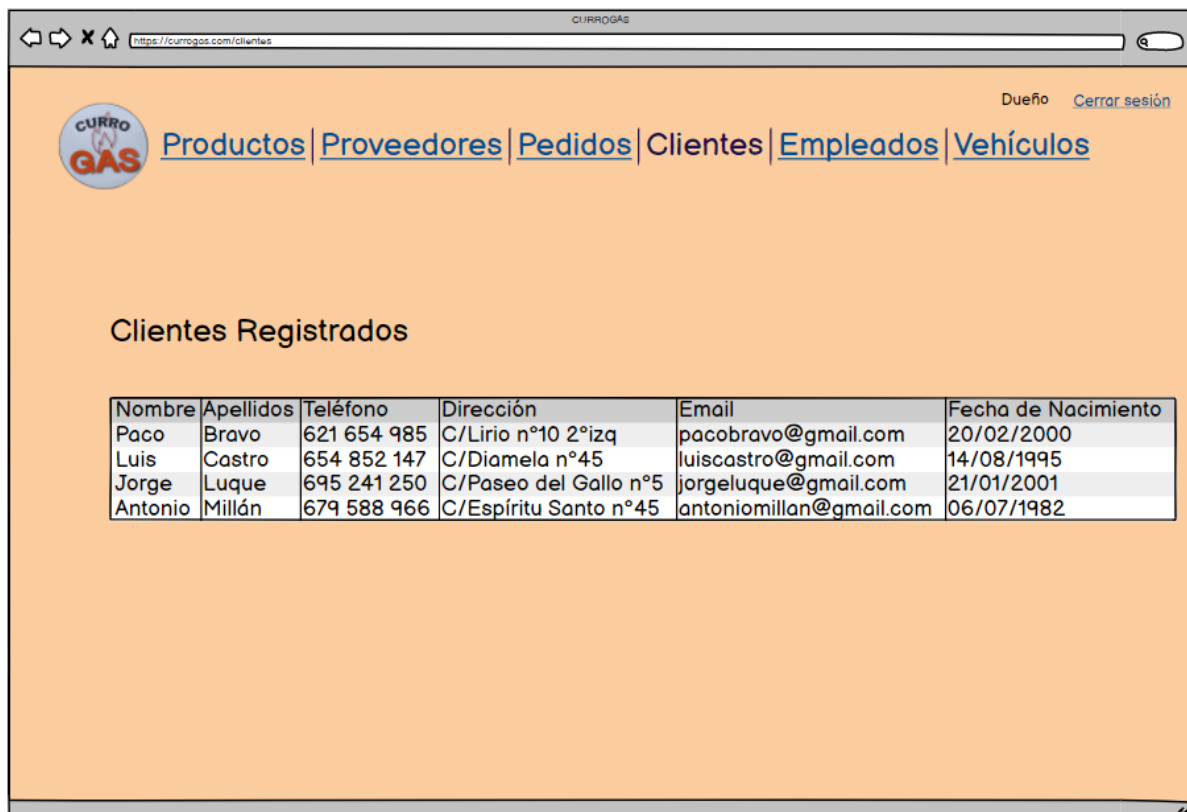 CURROGAS
https://currogas.com/clientes
Dueño Cerrar sesión
CURRO
GAS
Productos|Proveedores|Pedidos|Clientes|Empleados|Vehículos
Clientes Registrados
Nombre Apellidos Teléfono Dirección Email Fecha de Nacimiento
Paco Bravo 621 654 985 C/Lirio nº10 2ºizq pacobravo@gmail.com 20/02/2000
Luis Castro 654 852 147 C/Diamela nº45 luiscastro@gmail.com 14/08/1995
Jorge Luque 695 241 250 C/Paseo del Gallo nº5 jorgeluque@gmail.com 21/01/2001
Antonio Millán 679 588 966 C/Espíritu Santo nº45 antoniomillan@gmail.com 06/07/1982